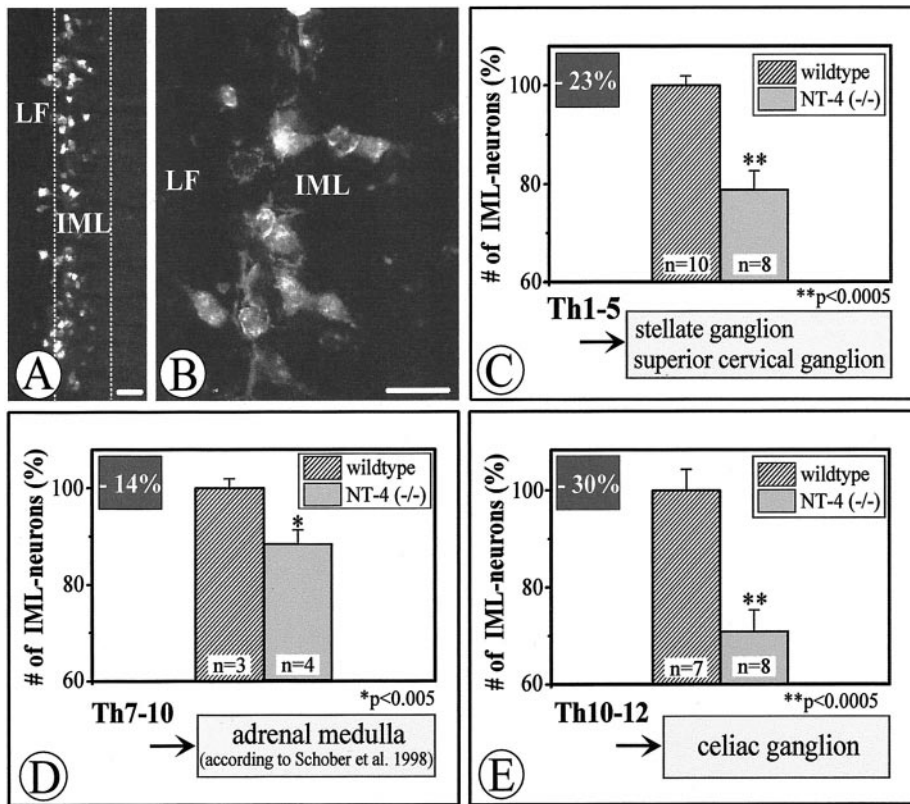 LF
IML
A
LF
IML
B
- 23%
wildtype
NT-4 (-/-)
# of IML-neurons (%)
100
80
60
**
n=10
n=8
**p<0.0005
Th1-5
stellate ganglion
superior cervical ganglion
C
- 14%
wildtype
NT-4 (-/-)
# of IML-neurons (%)
100
80
60
*
n=3
n=4
*p<0.005
Th7-10
adrenal medulla
(according to Schober et al. 1998)
D
- 30%
wildtype
NT-4 (-/-)
# of IML-neurons (%)
100
80
60
**
n=7
n=8
**p<0.0005
Th10-12
celiac ganglion
E